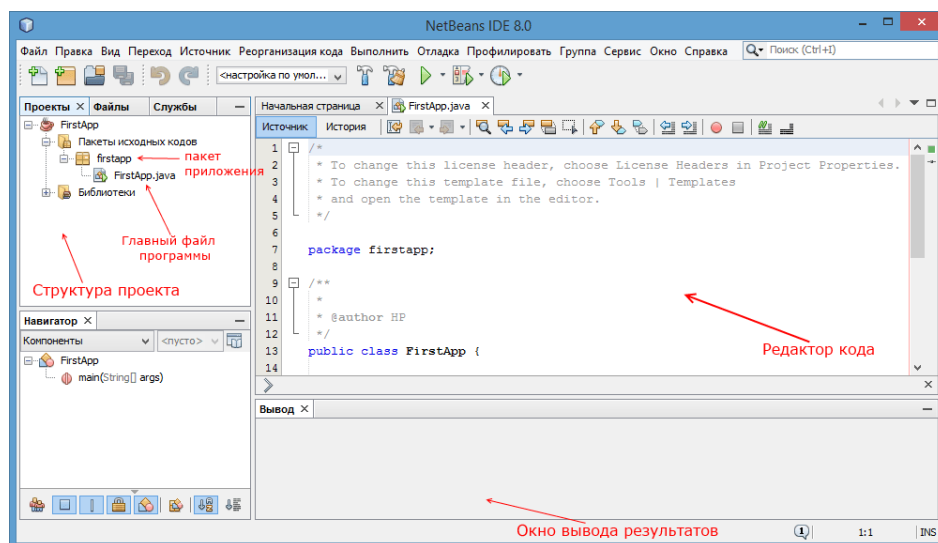 NetBeans IDE 8.0
Файл Правка Вид Переход Источник Реорганизация кода Выполнить Отладка Профилировать Группа Сервис Окно Справка Поиск (Ctrl+I)
<настройка по умол...
Проекты Файлы Службы
FirstApp
Пакеты исходных кодов
firstapp
FirstApp.java
Библиотеки
пакет
приложения
Главный файл
программы
Структура проекта
Навигатор
Компоненты <пусто>
FirstApp
main(String[] args)
Начальная страница FirstApp.java
Источник История
1 /*
2 * To change this license header, choose License Headers in Project Properties.
3 * To change this template file, choose Tools | Templates
4 * and open the template in the editor.
5 */
6
7 package firstapp;
8
9 /**
10 *
11 * @author HP
12 */
13 public class FirstApp {
14
Редактор кода
Вывод
Окно вывода результатов
1 1:1 INS